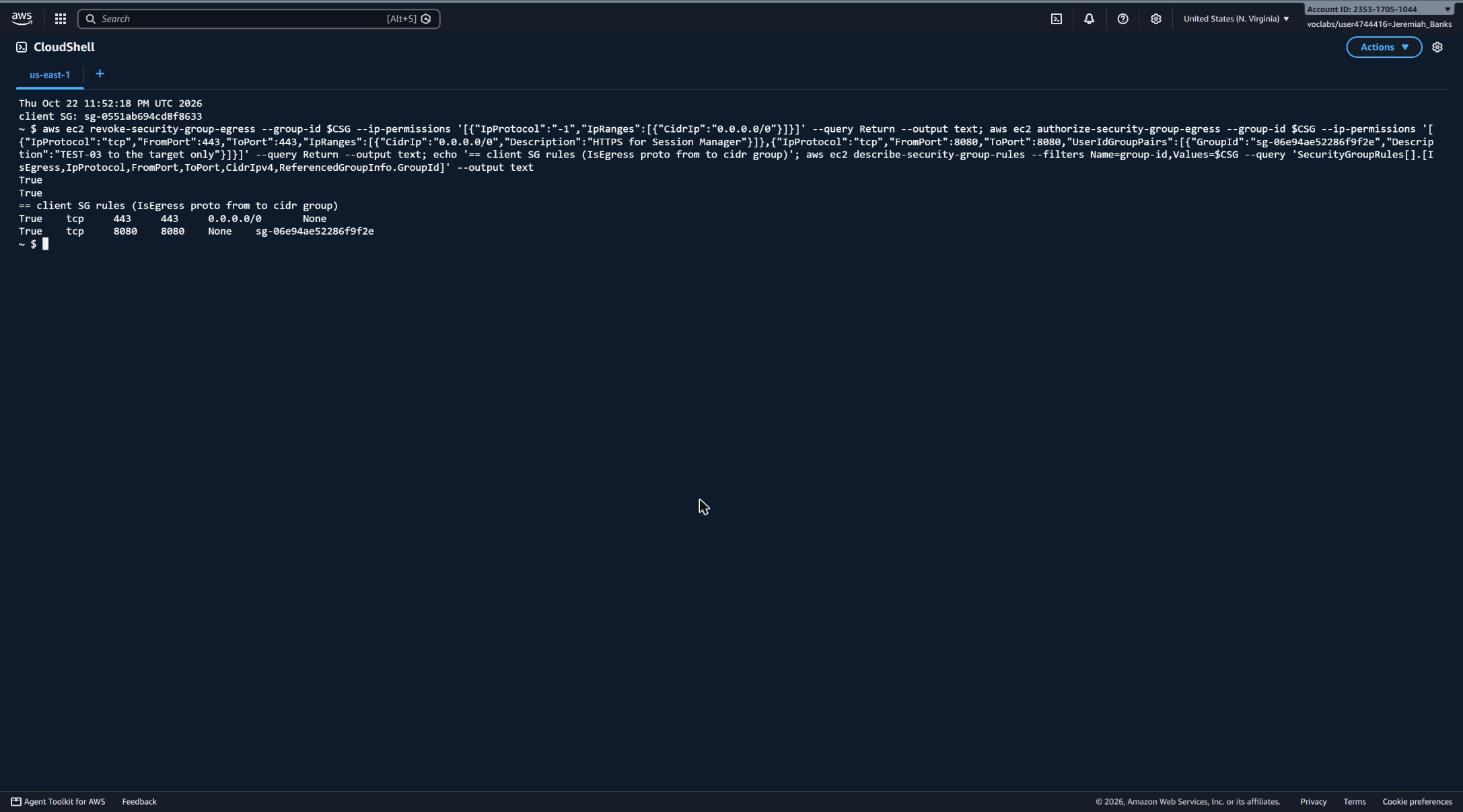 aws
Search
[Alt+S]
United States (N. Virginia) ▼
Account ID: 2353-1705-1044
voclabs/user4744416=Jeremiah_Banks
CloudShell
Actions ▼
us-east-1
+
Thu Oct 22 11:52:18 PM UTC 2026
client SG: sg-0551ab694cd8f8633
~ $ aws ec2 revoke-security-group-egress --group-id $CSG --ip-permissions '[{"IpProtocol":"-1","IpRanges":[{"CidrIp":"0.0.0.0/0"}]}]' --query Return --output text; aws ec2 authorize-security-group-egress --group-id $CSG --ip-permissions '[
{"IpProtocol":"tcp","FromPort":443,"ToPort":443,"IpRanges":[{"CidrIp":"0.0.0.0/0","Description":"HTTPS for Session Manager"}]},{"IpProtocol":"tcp","FromPort":8080,"ToPort":8080,"UserIdGroupPairs":[{"GroupId":"sg-06e94ae52286f9f2e","Descrip
tion":"TEST-03 to the target only"}]}]' --query Return --output text; echo '== client SG rules (IsEgress proto from to cidr group)'; aws ec2 describe-security-group-rules --filters Name=group-id,Values=$CSG --query 'SecurityGroupRules[].[I
sEgress,IpProtocol,FromPort,ToPort,CidrIpv4,ReferencedGroupInfo.GroupId]' --output text
True
True
== client SG rules (IsEgress proto from to cidr group)
True tcp 443 443 0.0.0.0/0 None
True tcp 8080 8080 None sg-06e94ae52286f9f2e
~ $
Agent Toolkit for AWS
Feedback
© 2026, Amazon Web Services, Inc. or its affiliates.
Privacy
Terms
Cookie preferences